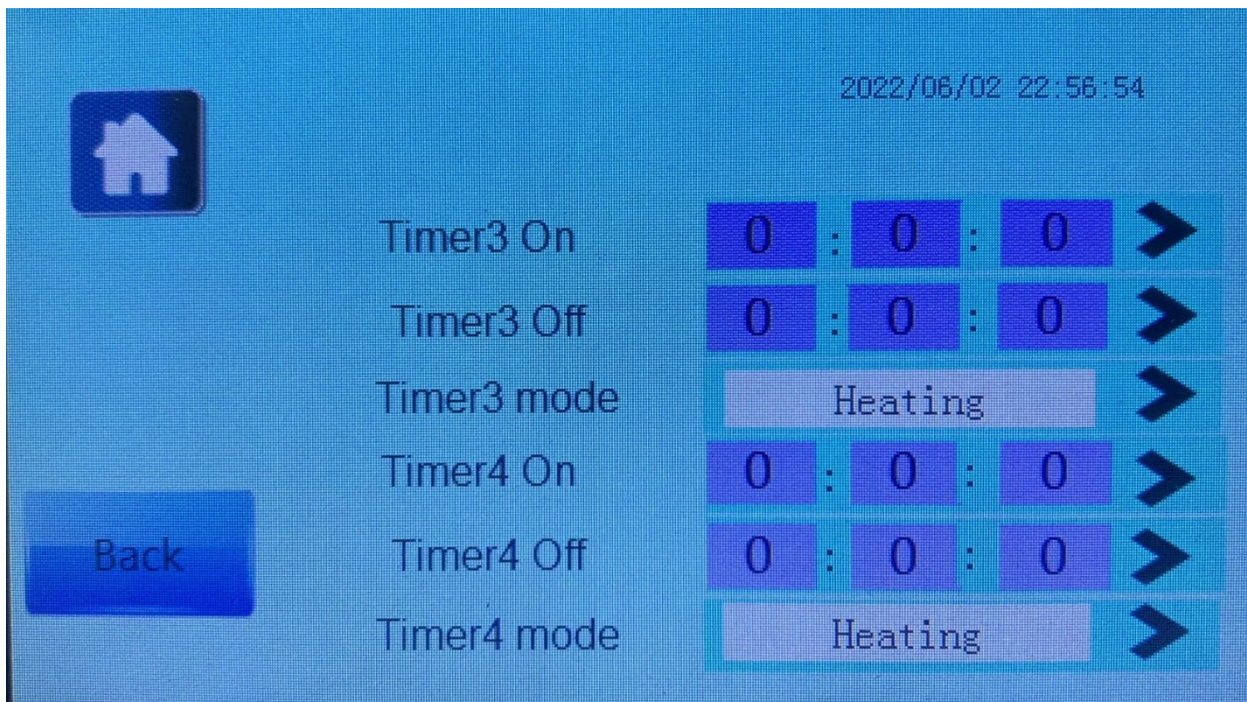 2022/06/02 22:56:54
Timer3 On 0 : 0 : 0
Timer3 Off 0 : 0 : 0
Timer3 mode Heating
Timer4 On 0 : 0 : 0
Timer4 Off 0 : 0 : 0
Timer4 mode Heating
Back